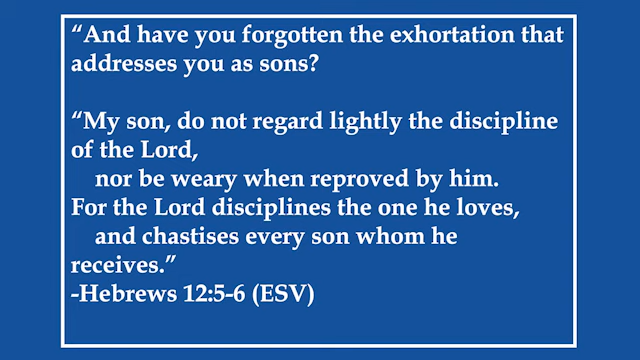 “And have you forgotten the exhortation that
addresses you as sons?
“My son, do not regard lightly the discipline
of the Lord,
nor be weary when reproved by him.
For the Lord disciplines the one he loves,
and chastises every son whom he
receives.”
-Hebrews 12:5-6 (ESV)